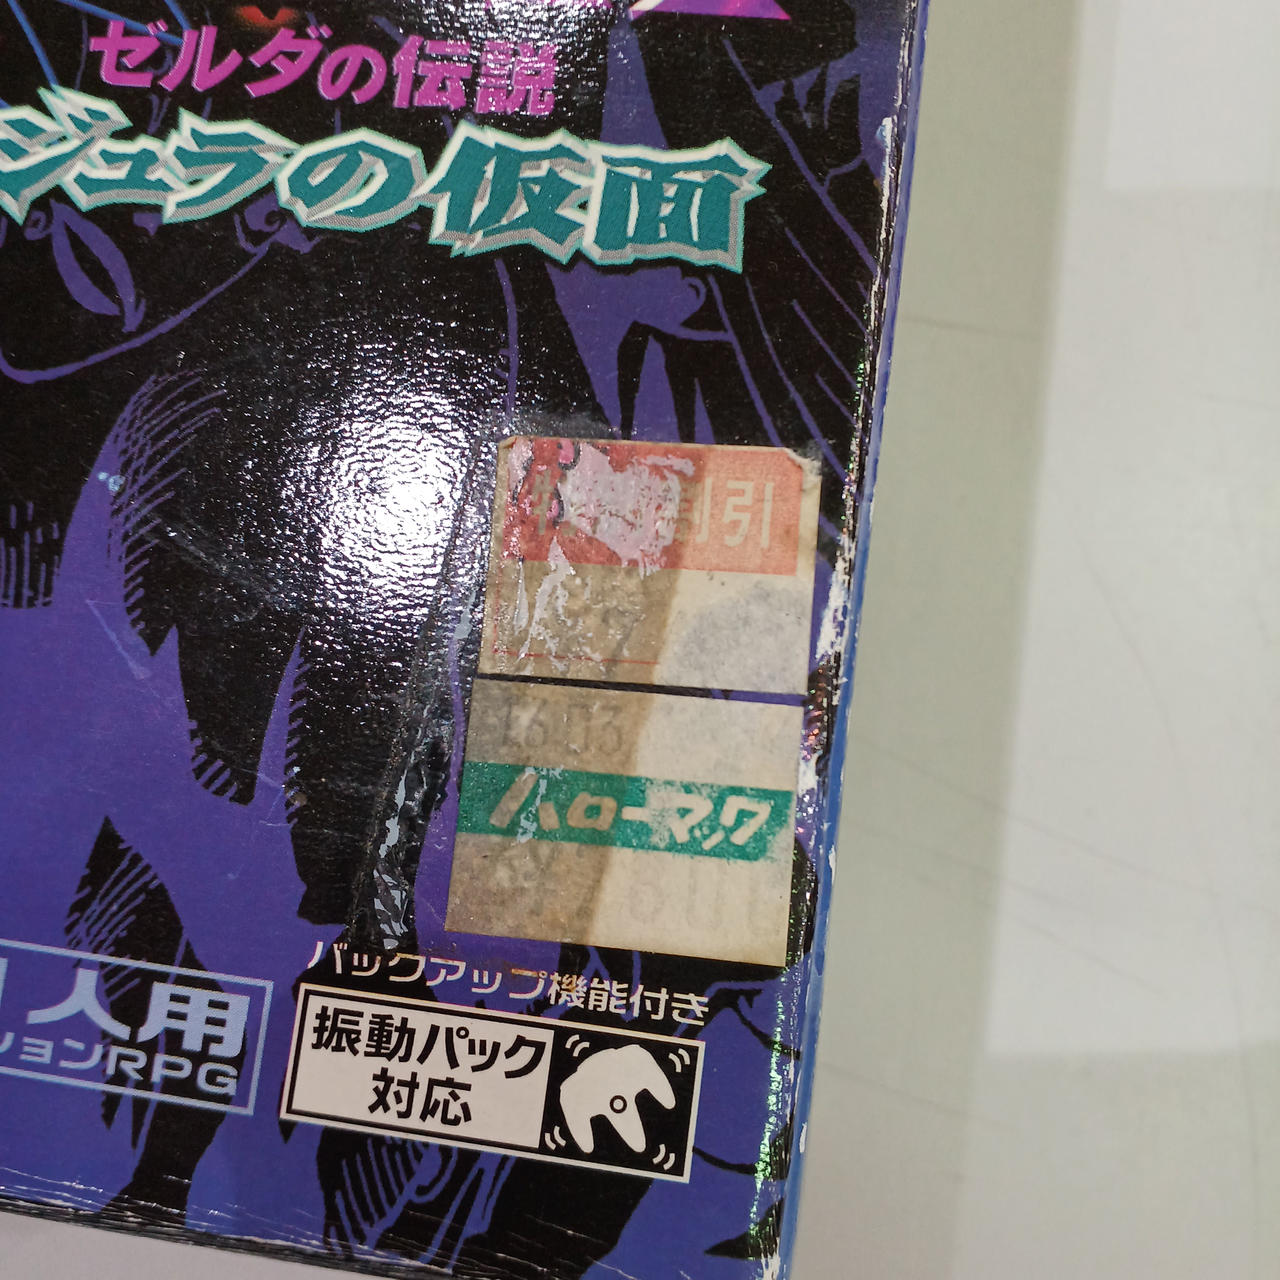 ゼルダの伝説
ジュラの仮面
割引
ハローマック
人用
ションRPG
バックアップ機能付き
振動パック
対応